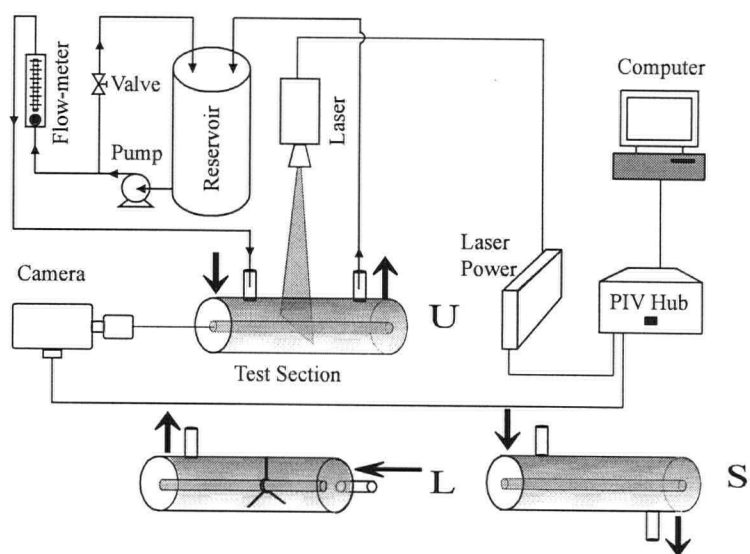 Flow-meter
Valve
Pump
Reservoir
Laser
Computer
Camera
Laser
Power
PIV Hub
U
Test Section
L
S